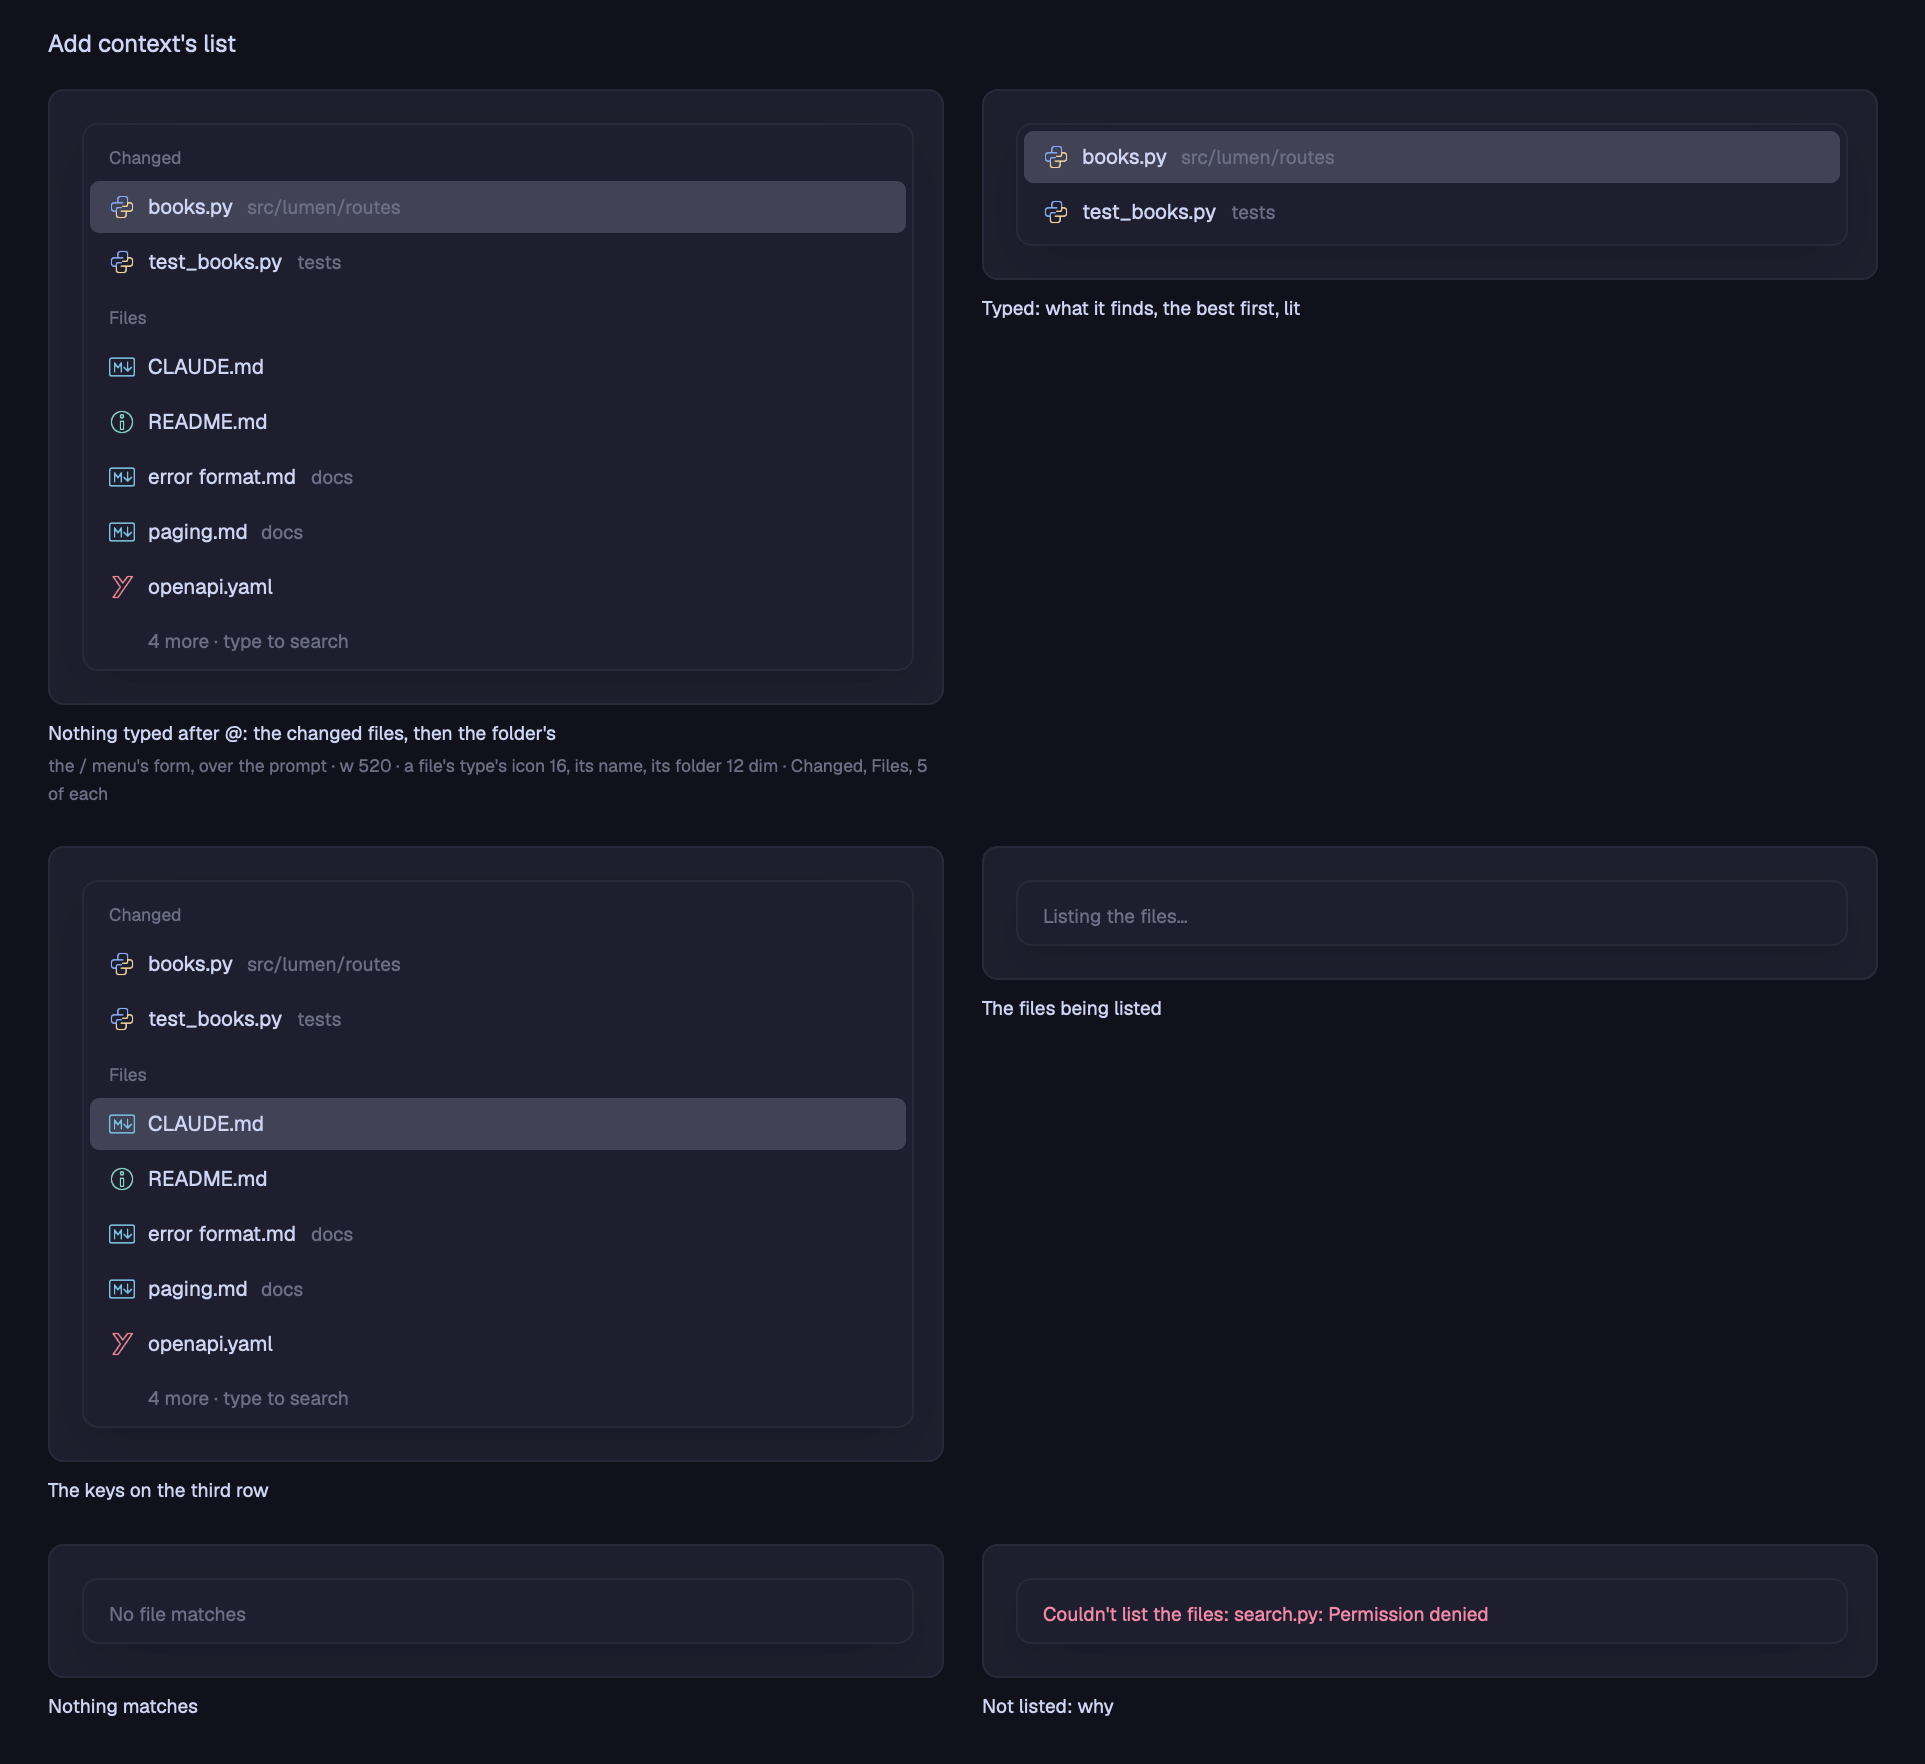 Add context's list
Changed
books.py src/lumen/routes
test_books.py tests
Files
CLAUDE.md
README.md
error format.md docs
paging.md docs
openapi.yaml
4 more · type to search
Nothing typed after @: the changed files, then the folder's
the / menu's form, over the prompt · w 520 · a file's type's icon 16, its name, its folder 12 dim · Changed, Files, 5
of each
books.py src/lumen/routes
test_books.py tests
Typed: what it finds, the best first, lit
Changed
books.py src/lumen/routes
test_books.py tests
Files
CLAUDE.md
README.md
error format.md docs
paging.md docs
openapi.yaml
4 more · type to search
The keys on the third row
Listing the files...
The files being listed
No file matches
Nothing matches
Couldn't list the files: search.py: Permission denied
Not listed: why